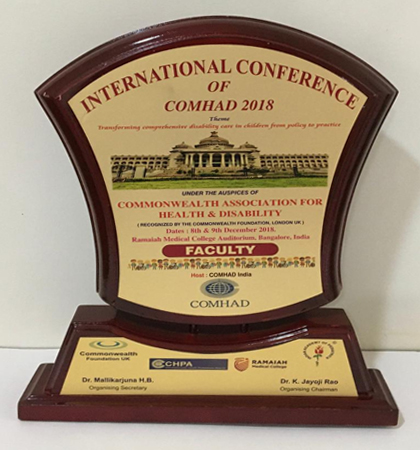 INTERNATIONAL CONFERENCE
OF
COMHAD 2018
Theme
Transforming comprehensive disability care to children from policy to practice
UNDER THE AUSPICES OF
COMMONWEALTH ASSOCIATION FOR
HEALTH & DISABILITY
( RECOGNIZED BY THE COMMONWEALTH FOUNDATION, LONDON UK )
Dates : 8th & 9th December 2018.
Ramaiah Medical College Auditorium, Bangalore, India
FACULTY
Host : COMHAD India
COMHAD
Commonwealth
Foundation UK
CHPA
RAMAIAH
Medical College
Dr. Mallikarjuna H.B.
Organising Secretary
Dr. K. Jayoji Rao
Organising Chairman